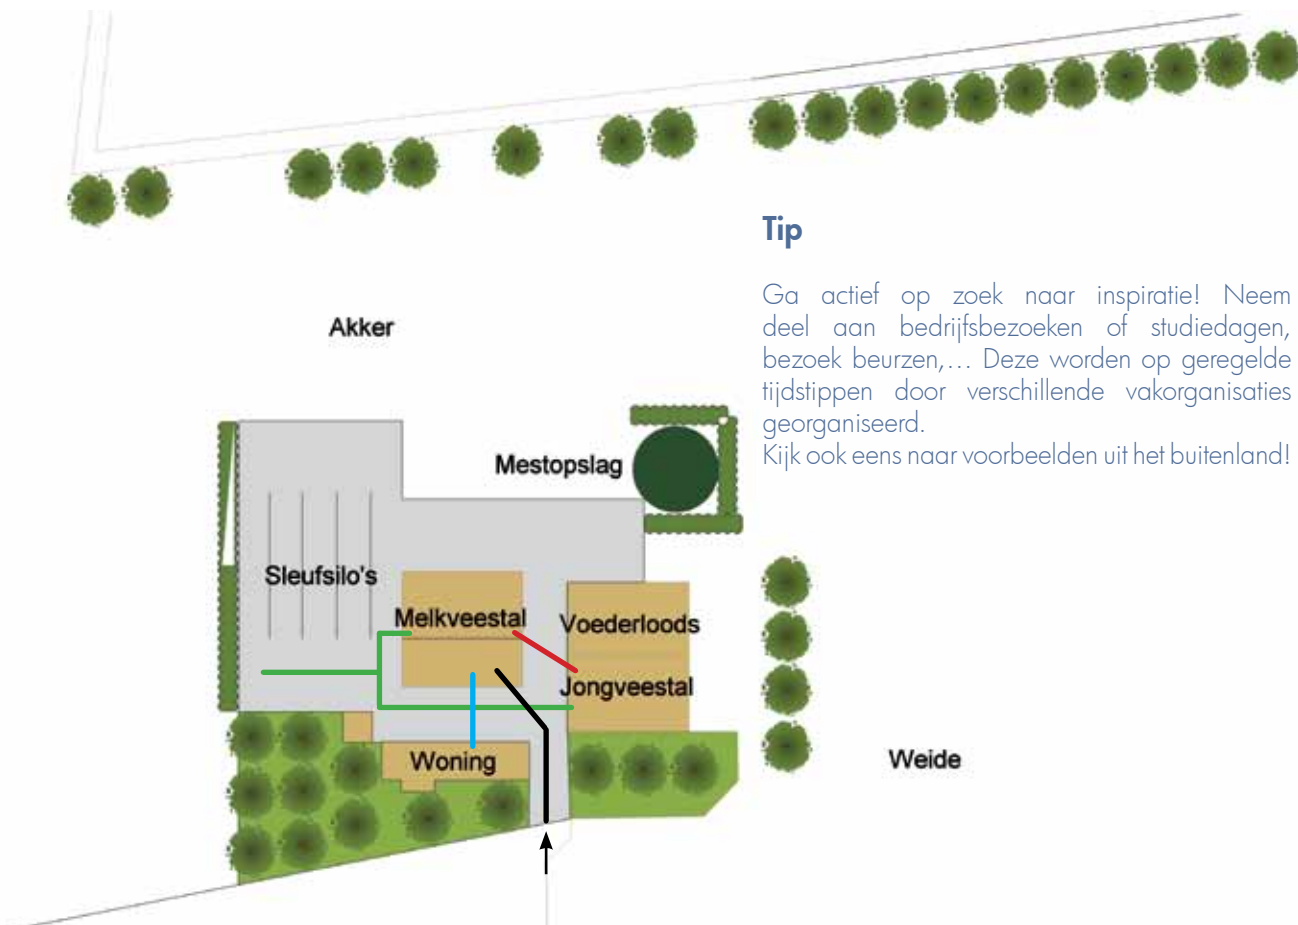 Tip
Ga actief op zoek naar inspiratie! Neem
deel aan bedrijfsbezoeken of studiedagen,
bezoek beurzen,... Deze worden op geregelde
tijdstippen door verschillende vakorganisaties
georganiseerd.
Kijk ook eens naar voorbeelden uit het buitenland!
Akker
Mestopslag
Sleufsilo's
Melkveestal
Voederloods
Jongveestal
Woning
Weide